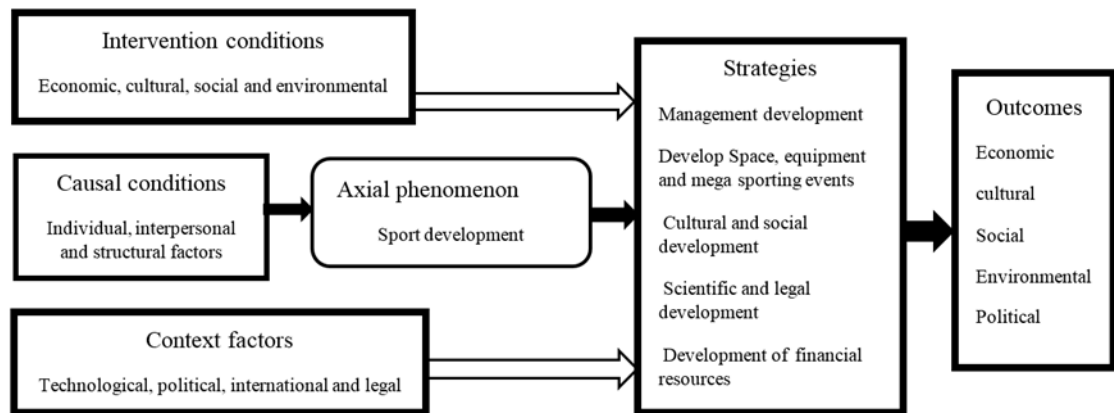 Intervention conditions
Economic, cultural, social and environmental
Causal conditions
Individual, interpersonal
and structural factors
Axial phenomenon
Sport development
Context factors
Technological, political, international and legal
Strategies
Management development
Develop Space, equipment
and mega sporting events
Cultural and social
development
Scientific and legal
development
Development of financial
resources
Outcomes
Economic
cultural
Social
Environmental
Political